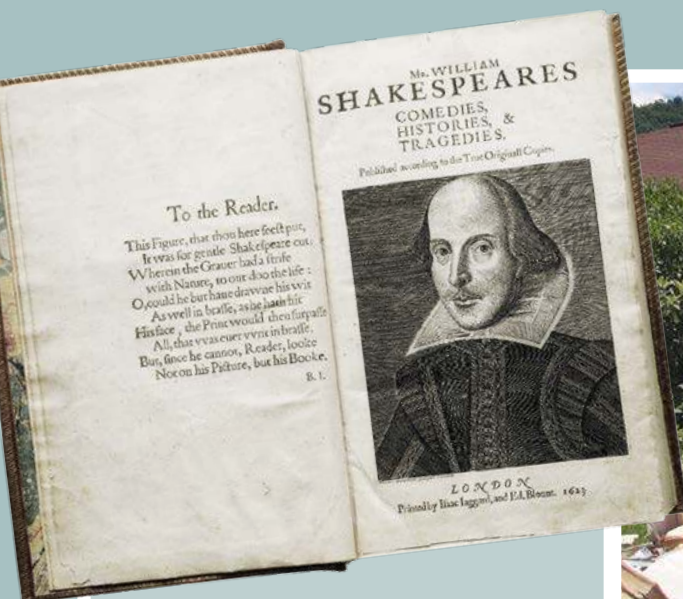 To the Reader.
This Figure, that thou here seest put,
It was for gentle Shakespeare cut;
Wherein the Grauer had a strife
with Nature, to out-doo the life :
O, could he but haue drawne his wit
As well in brasse, as he hath hit
His face , the Print would then surpasse
All, that vvas euer vvrit in brasse.
But, since he cannot, Reader, looke
Not on his Picture, but his Booke.
B. I.
Mr. WILLIAM
SHAKESPEARES
COMEDIES,
HISTORIES, &
TRAGEDIES.
Published according to the True Originall Copies.
LONDON
Printed by Isaac Iaggard, and Ed. Blount. 1623